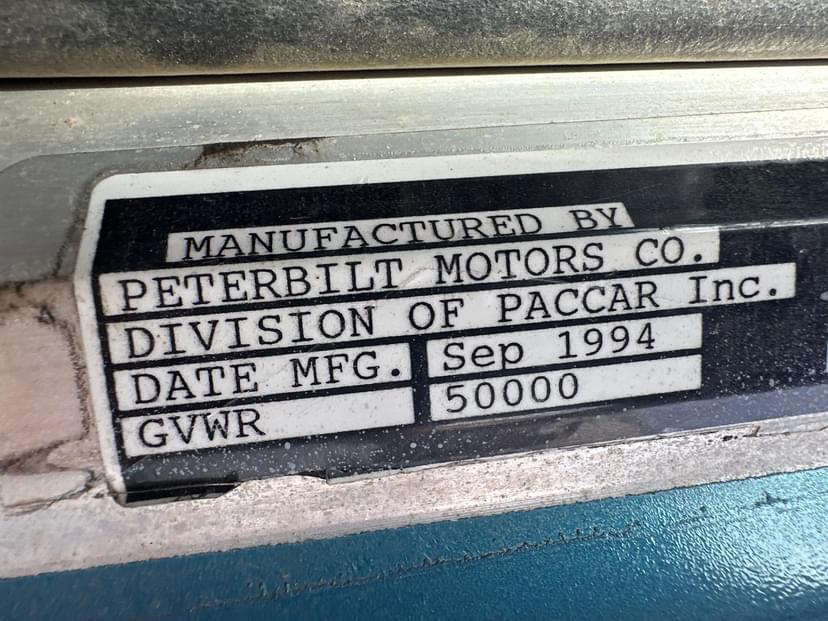 MANUFACTURED BY
PETERBILT MOTORS CO.
DIVISION OF PACCAR Inc.
DATE MFG. Sep 1994
GVWR 50000